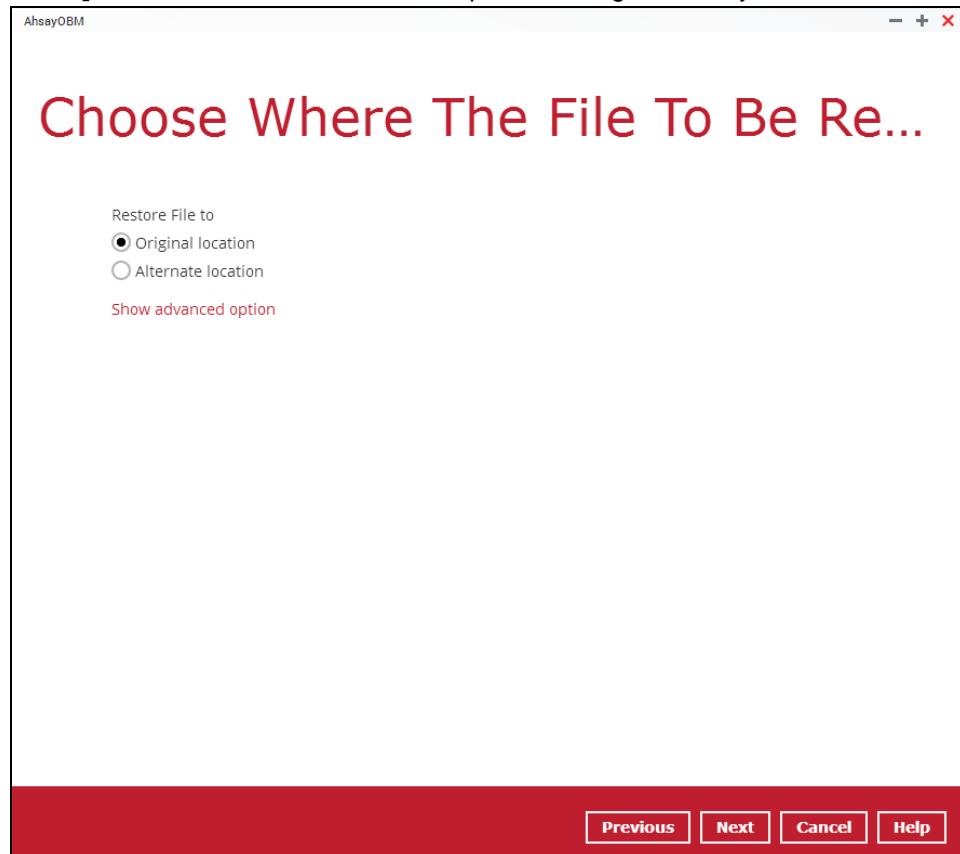 AhsayOBM
Choose Where The File To Be Re...
Restore File to
Original location
Alternate location
Show advanced option
Previous Next Cancel Help